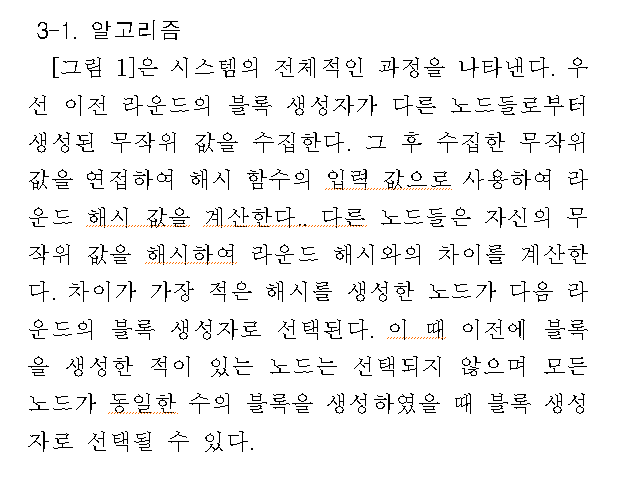 3-1. 알고리즘
[그림 1]은 시스템의 전체적인 과정을 나타낸다. 우
선 이전 라운드의 블록 생성자가 다른 노드들로부터
생성된 무작위 값을 수집한다. 그 후 수집한 무작위
값을 연접하여 해시 함수의 입력 값으로 사용하여 라
운드 해시 값을 계산한다.. 다른 노드들은 자신의 무
작위 값을 해시하여 라운드 해시와의 차이를 계산한
다. 차이가 가장 적은 해시를 생성한 노드가 다음 라
운드의 블록 생성자로 선택된다. 이 때 이전에 블록
을 생성한 적이 있는 노드는 선택되지 않으며 모든
노드가 동일한 수의 블록을 생성하였을 때 블록 생성
자로 선택될 수 있다.